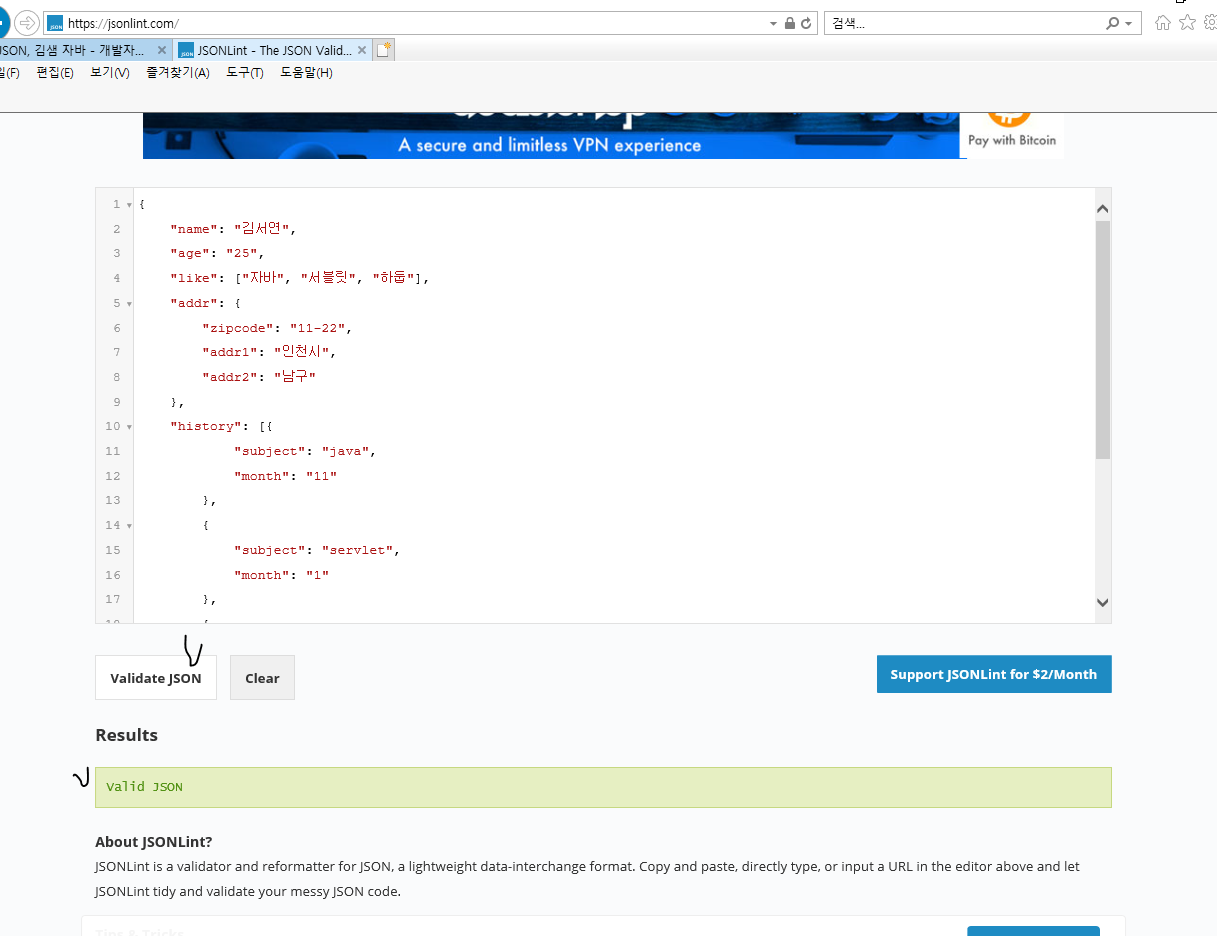 https://jsonlint.com/
검색...
JSON, 김샘 자바 - 개발자...
JSONLint - The JSON Valid...
일(F) 편집(E) 보기(V) 즐겨찾기(A) 도구(T) 도움말(H)
A secure and limitless VPN experience
Pay with Bitcoin
1 {
2 "name": "김서연",
3 "age": "25",
4 "like": ["자바", "서블릿", "하둡"],
5 "addr": {
6 "zipcode": "11-22",
7 "addr1": "인천시",
8 "addr2": "남구"
9 },
10 "history": [{
11 "subject": "java",
12 "month": "11"
13 },
14 {
15 "subject": "servlet",
16 "month": "1"
17 },
18 {
Validate JSON
Clear
Support JSONLint for $2/Month
Results
Valid JSON
About JSONLint?
JSONLint is a validator and reformatter for JSON, a lightweight data-interchange format. Copy and paste, directly type, or input a URL in the editor above and let
JSONLint tidy and validate your messy JSON code.
Tips & Tricks